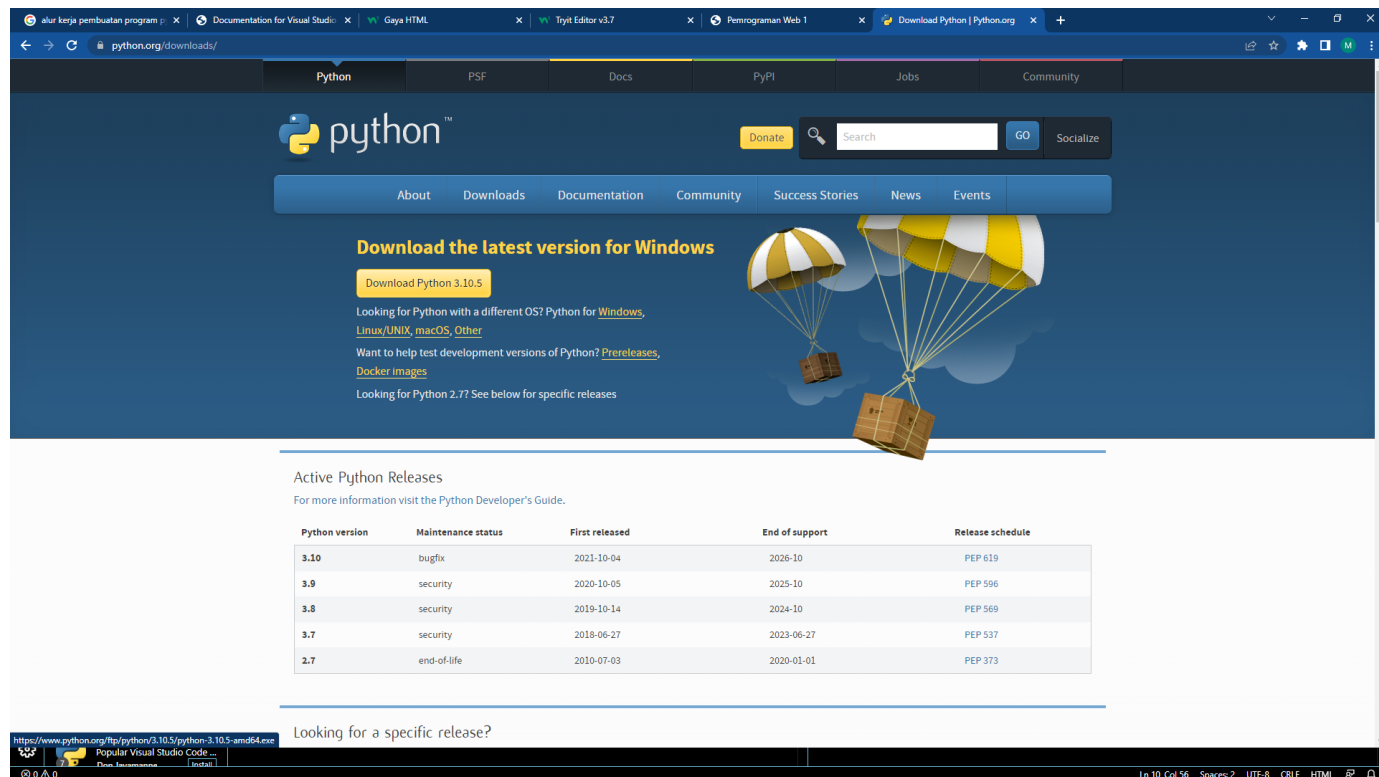 alur kerja pembuatan program p
Documentation for Visual Studio
Gaya HTML
Tryit Editor v3.7
Pemrograman Web 1
Download Python | Python.org
python.org/downloads/
M
Python PSF Docs PyPI Jobs Community
python™
Donate Search GO Socialize
About Downloads Documentation Community Success Stories News Events
Download the latest version for Windows
Download Python 3.10.5
Looking for Python with a different OS? Python for Windows,
Linux/UNIX, macOS, Other
Want to help test development versions of Python? Prereleases,
Docker images
Looking for Python 2.7? See below for specific releases
Active Python Releases
For more information visit the Python Developer's Guide.
Python version Maintenance status First released End of support Release schedule
3.10 bugfix 2021-10-04 2026-10 PEP 619
3.9 security 2020-10-05 2025-10 PEP 596
3.8 security 2019-10-14 2024-10 PEP 569
3.7 security 2018-06-27 2023-06-27 PEP 537
2.7 end-of-life 2010-07-03 2020-01-01 PEP 373
Looking for a specific release?
https://www.python.org/ftp/python/3.10.5/python-3.10.5-amd64.exe
Popular Visual Studio Code ...
7 Don Jayamanne Install
0 0 Ln 10, Col 56 Spaces: 2 UTF-8 CRLF HTML